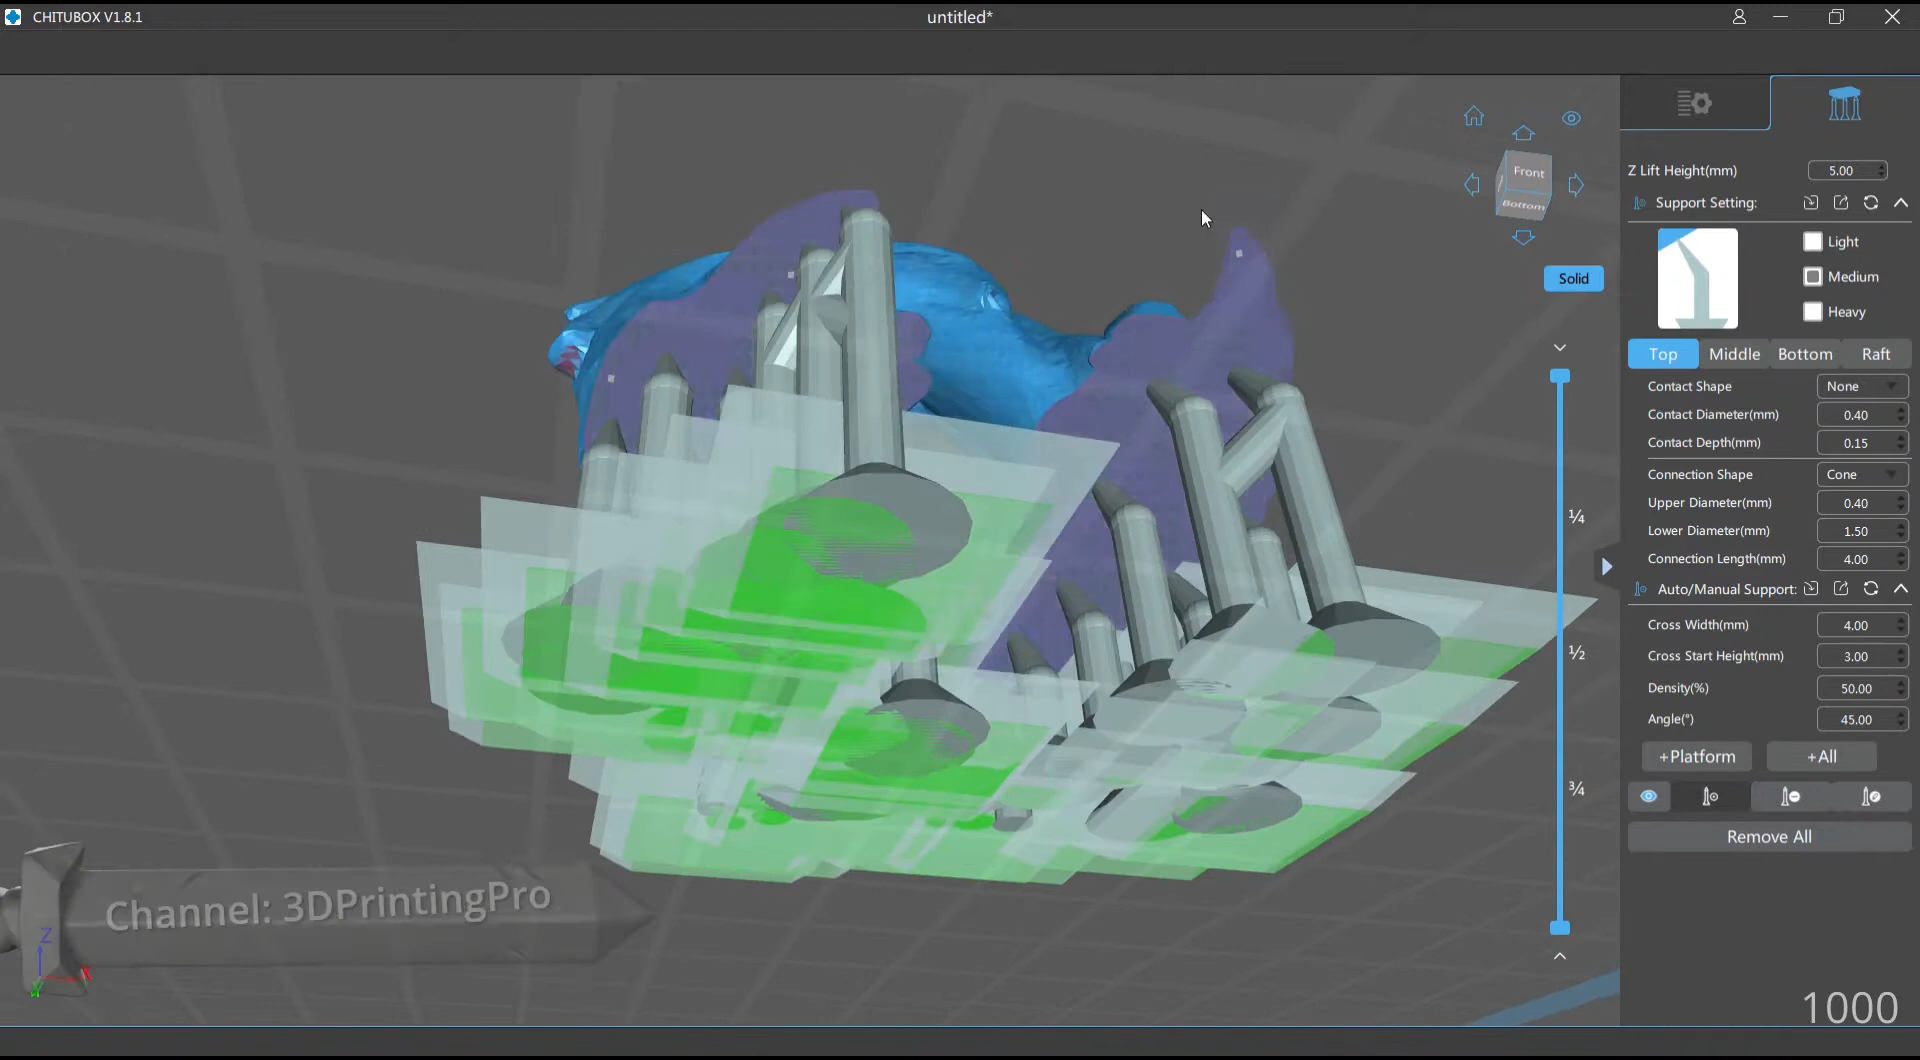 CHITUBOX V1.8.1
untitled*
Front
Bottom
Solid
Z Lift Height(mm) 5.00
Support Setting:
Light
Medium
Heavy
Top Middle Bottom Raft
Contact Shape None
Contact Diameter(mm) 0.40
Contact Depth(mm) 0.15
Connection Shape Cone
Upper Diameter(mm) 0.40
Lower Diameter(mm) 1.50
Connection Length(mm) 4.00
Auto/Manual Support:
Cross Width(mm) 4.00
Cross Start Height(mm) 3.00
Density(%) 50.00
Angle(°) 45.00
+Platform +All
Remove All
¼
½
¾
Channel: 3DPrintingPro
Z
X
Y
1000